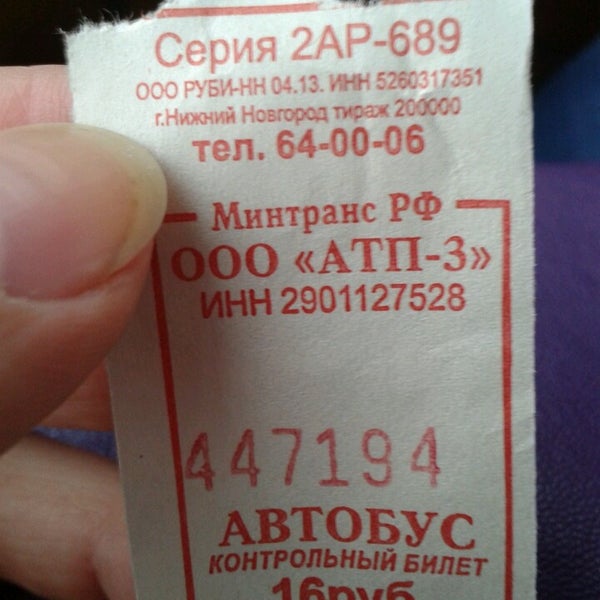 Серия 2АР-689
ООО РУБИ-НН 04.13. ИНН 5260317351
г.Нижний Новгород тираж 200000
тел. 64-00-06
Минтранс РФ
ООО «АТП-3»
ИНН 2901127528
447194
АВТОБУС
КОНТРОЛЬНЫЙ БИЛЕТ
16руб